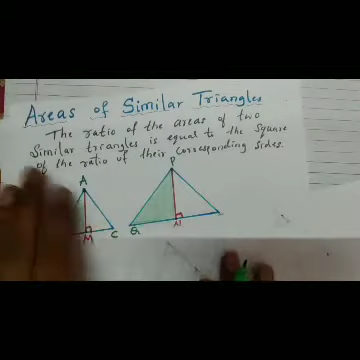 Areas of Similar Triangles
The ratio of the areas of two
Similar triangles is equal to the square
of the ratio of their corresponding sides.
A
P
M
C
Q
N